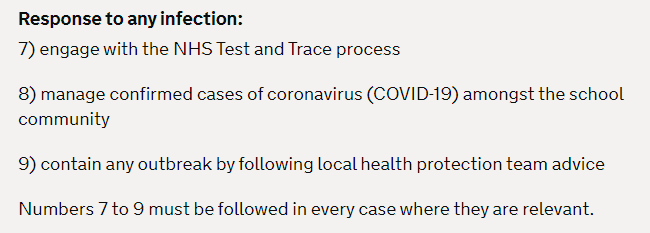 Response to any infection:
7) engage with the NHS Test and Trace process
8) manage confirmed cases of coronavirus (COVID-19) amongst the school
community
9) contain any outbreak by following local health protection team advice
Numbers 7 to 9 must be followed in every case where they are relevant.